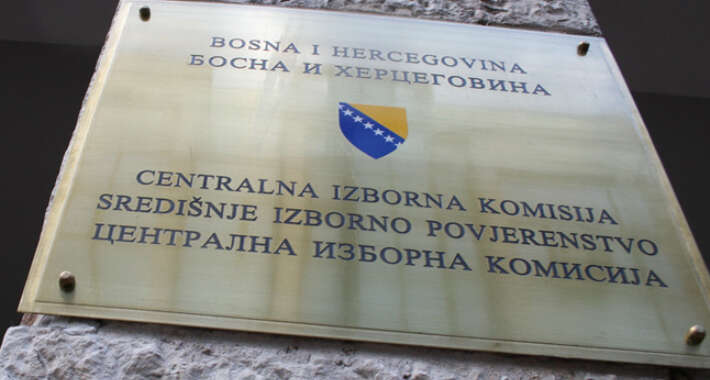 BOSNA I HERCEGOVINA
БОСНА И ХЕРЦЕГОВИНА
CENTRALNA IZBORNA KOMISIJA
SREDIŠNJE IZBORNO POVJERENSTVO
ЦЕНТРАЛНА ИЗБОРНА КОМИСИЈА